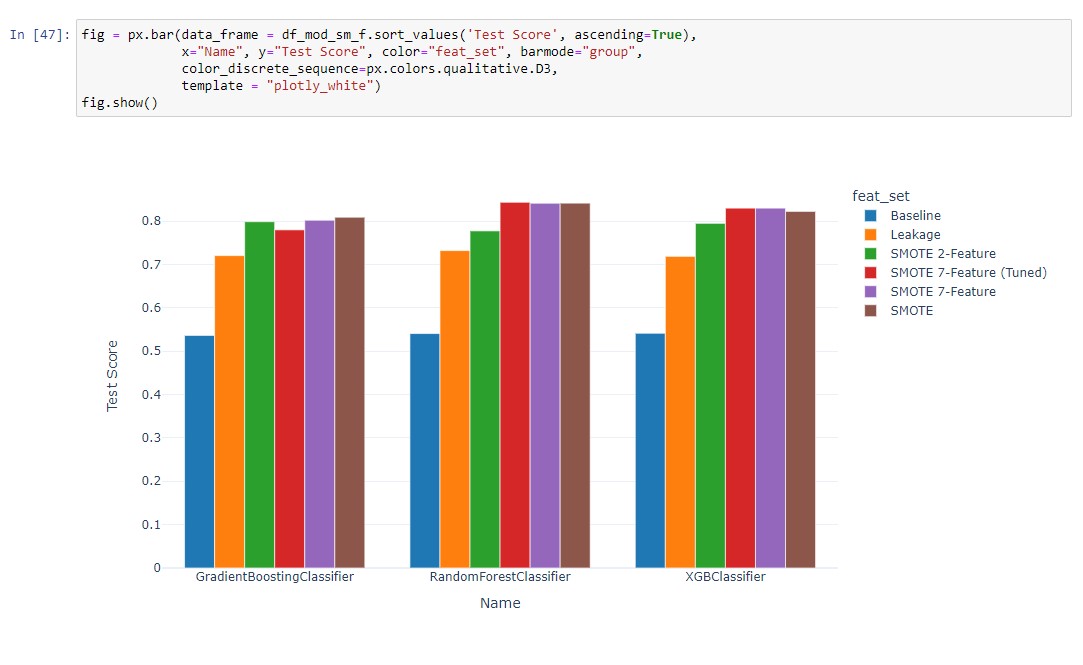 In [47]: fig = px.bar(data_frame = df_mod_sm_f.sort_values('Test Score', ascending=True),
x="Name", y="Test Score", color="feat_set", barmode="group",
color_discrete_sequence=px.colors.qualitative.D3,
template = "plotly_white")
fig.show()
feat_set
Baseline
Leakage
SMOTE 2-Feature
SMOTE 7-Feature (Tuned)
SMOTE 7-Feature
SMOTE
Test Score
0.8
0.7
0.6
0.5
0.4
0.3
0.2
0.1
0
GradientBoostingClassifier RandomForestClassifier XGBClassifier
Name